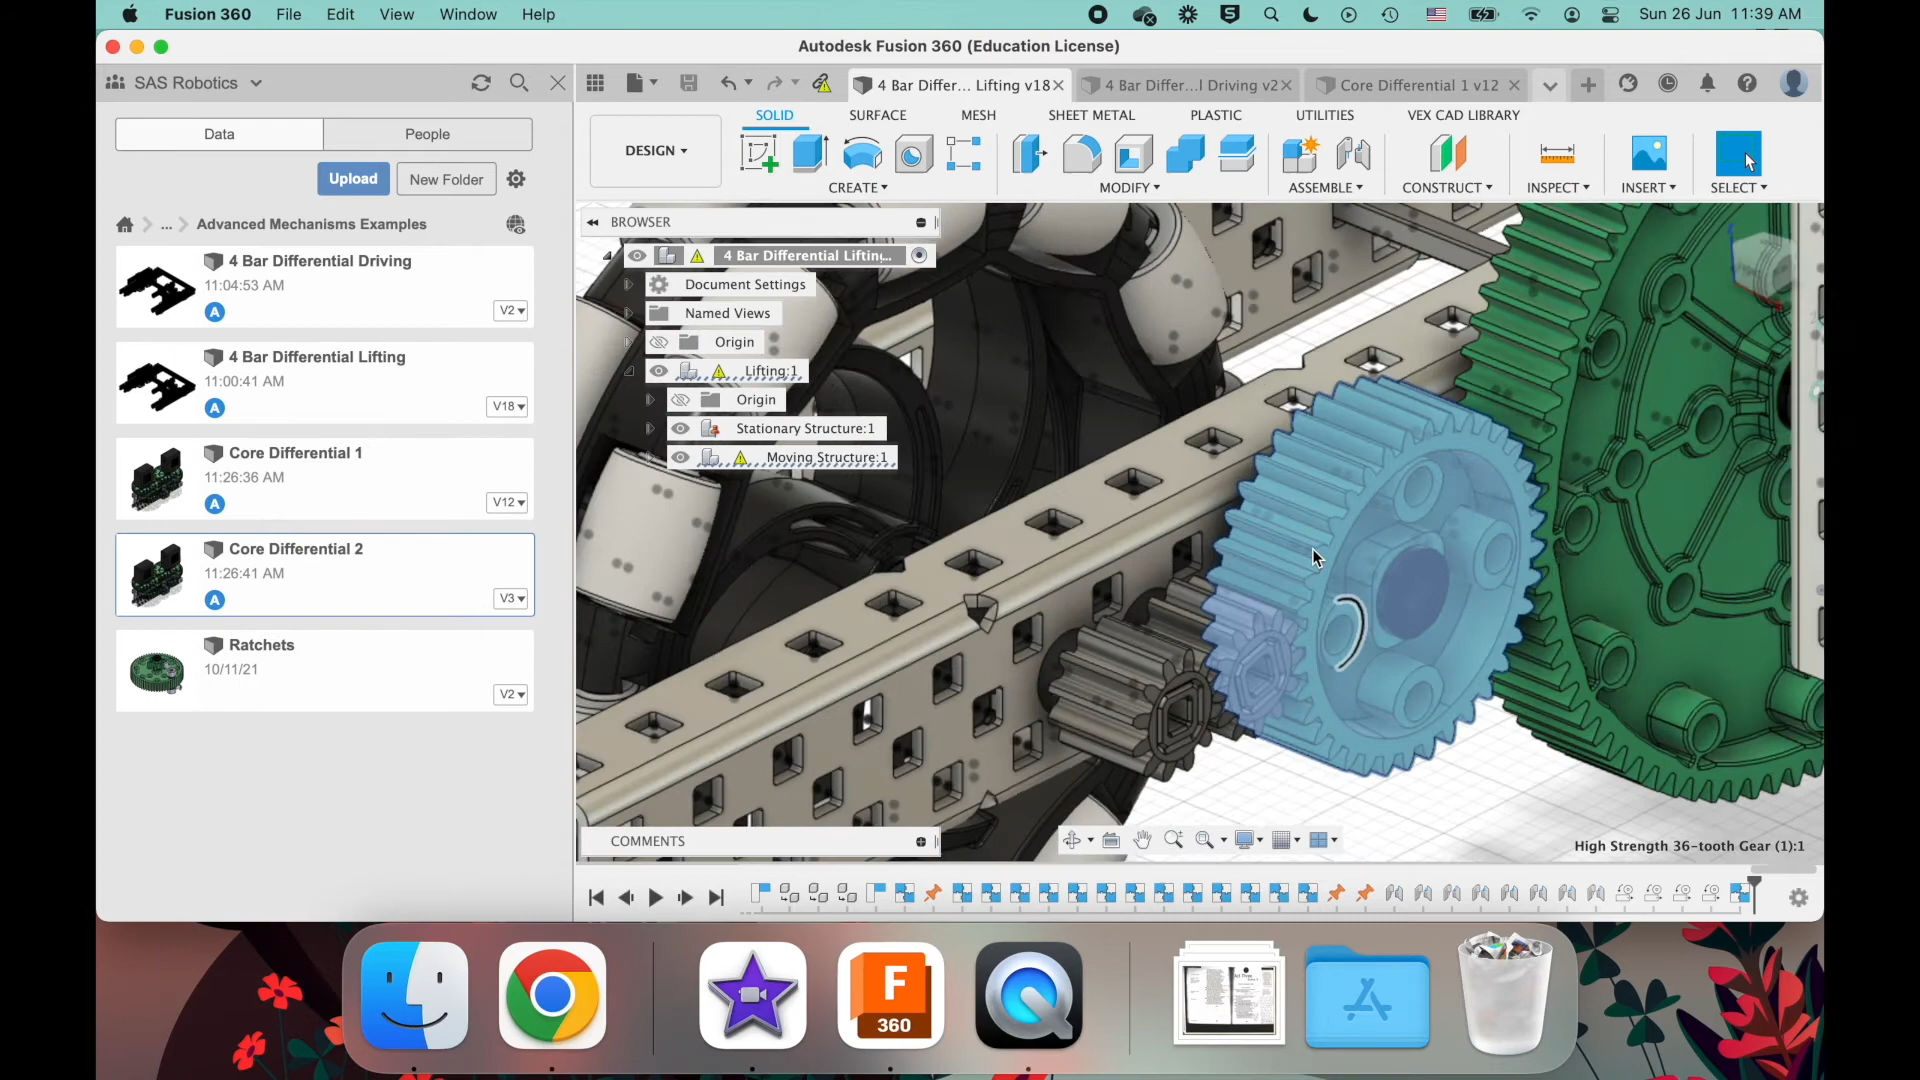 Fusion 360 File Edit View Window Help
Sun 26 Jun 11:39 AM
Autodesk Fusion 360 (Education License)
SAS Robotics
4 Bar Differ... Lifting v18
4 Bar Differ...l Driving v2
Core Differential 1 v12
Data
People
SOLID
SURFACE
MESH
SHEET METAL
PLASTIC
UTILITIES
VEX CAD LIBRARY
DESIGN
Upload
New Folder
CREATE
MODIFY
ASSEMBLE
CONSTRUCT
INSPECT
INSERT
SELECT
... Advanced Mechanisms Examples
4 Bar Differential Driving
11:04:53 AM
A
V2
4 Bar Differential Lifting
11:00:41 AM
A
V18
Core Differential 1
11:26:36 AM
A
V12
Core Differential 2
11:26:41 AM
A
V3
Ratchets
10/11/21
V2
BROWSER
4 Bar Differential Liftin...
Document Settings
Named Views
Origin
Lifting:1
Origin
Stationary Structure:1
Moving Structure:1
COMMENTS
High Strength 36-tooth Gear (1):1
F
360